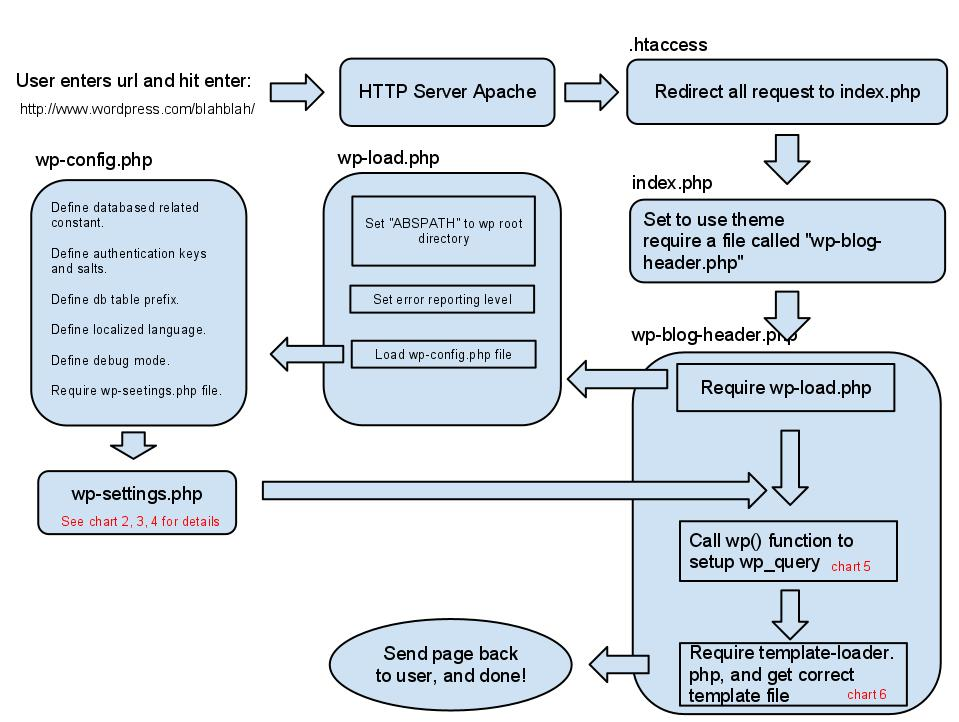 User enters url and hit enter:
http://www.wordpress.com/blahblah/
HTTP Server Apache
.htaccess
Redirect all request to index.php
index.php
Set to use theme
require a file called "wp-blog-
header.php"
wp-blog-header.php
Require wp-load.php
wp-load.php
Set "ABSPATH" to wp root
directory
Set error reporting level
Load wp-config.php file
wp-config.php
Define databased related
constant.
Define authentication keys
and salts.
Define db table prefix.
Define localized language.
Define debug mode.
Require wp-seetings.php file.
wp-settings.php
See chart 2, 3, 4 for details
Call wp() function to
setup wp_query
chart 5
Require template-loader.
php, and get correct
template file
chart 6
Send page back
to user, and done!